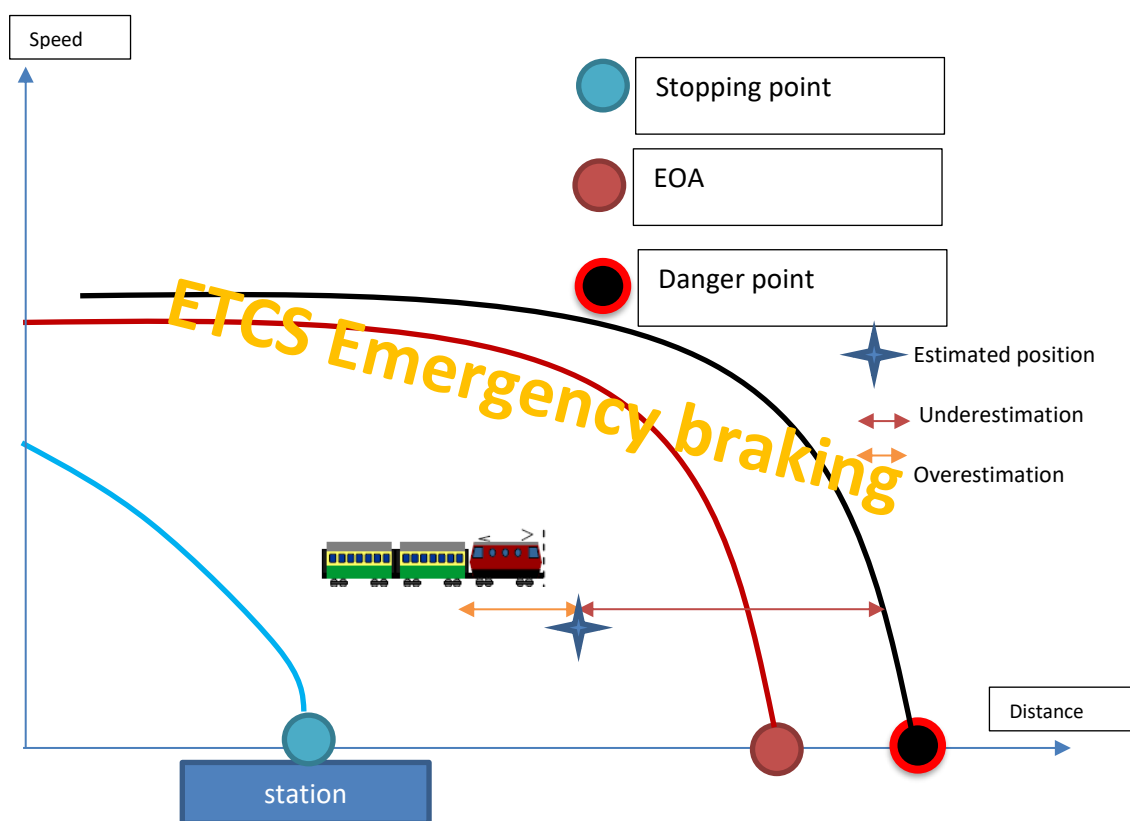 Speed
Stopping point
EOA
Danger point
ETCS Emergency braking
Estimated position
Underestimation
Overestimation
Distance
station